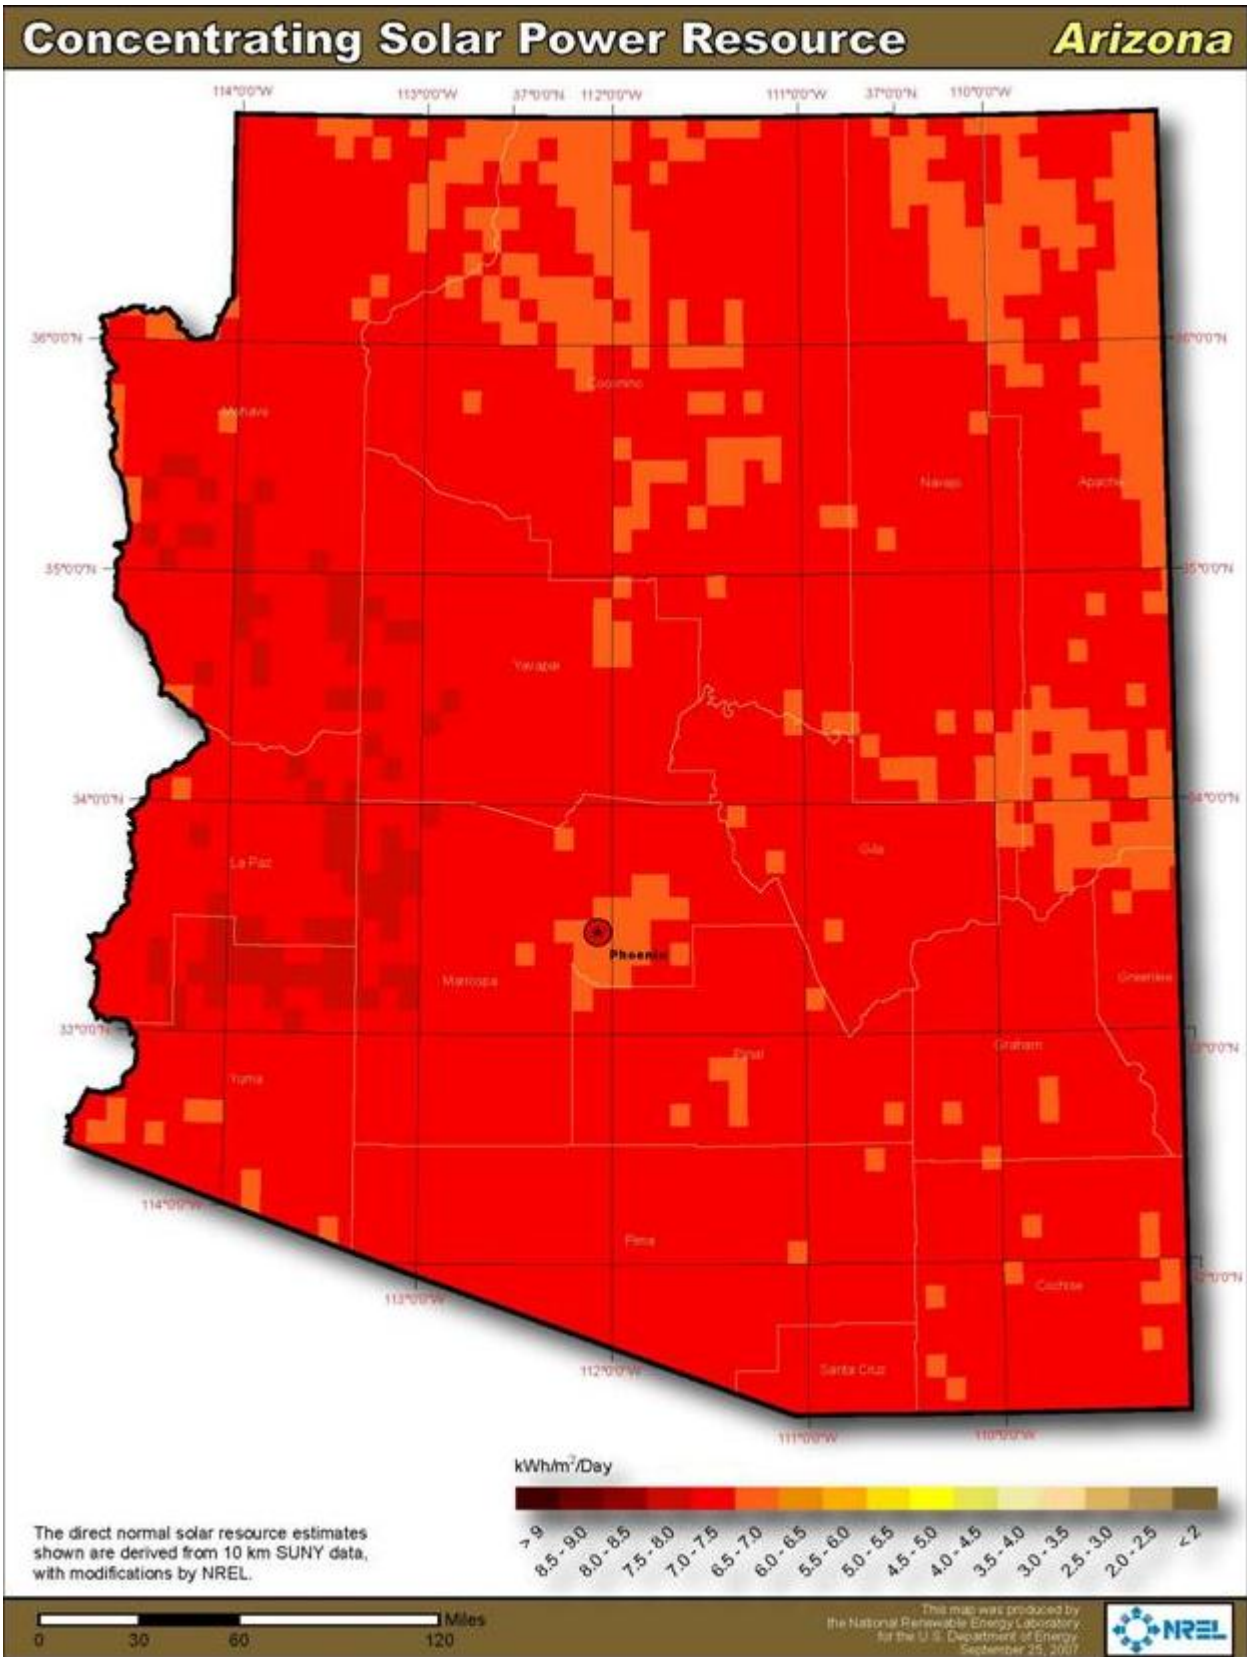 Concentrating Solar Power Resource
Arizona
114°0'0"W
113°0'0"W
37°0'0"N
112°0'0"W
111°0'0"W
37°0'0"N
110°0'0"W
36°0'0"N
36°0'0"N
Coconino
Mohave
Navajo
Apache
35°0'0"N
35°0'0"N
Yavapai
34°0'0"N
34°0'0"N
Gila
La Paz
Phoenix
Maricopa
Greenlee
33°0'0"N
33°0'0"N
Graham
Pinal
Yuma
114°0'0"W
Pima
32°0'0"N
Cochise
113°0'0"W
112°0'0"W
Santa Cruz
111°0'0"W
110°0'0"W
kWh/m²/Day
> 9
8.5 - 9.0
8.0 - 8.5
7.5 - 8.0
7.0 - 7.5
6.5 - 7.0
6.0 - 6.5
5.5 - 6.0
5.0 - 5.5
4.5 - 5.0
4.0 - 4.5
3.5 - 4.0
3.0 - 3.5
2.5 - 3.0
2.0 - 2.5
< 2
The direct normal solar resource estimates
shown are derived from 10 km SUNY data,
with modifications by NREL.
Miles
0 30 60 120
This map was produced by
the National Renewable Energy Laboratory
for the U.S. Department of Energy
September 25, 2007
NREL